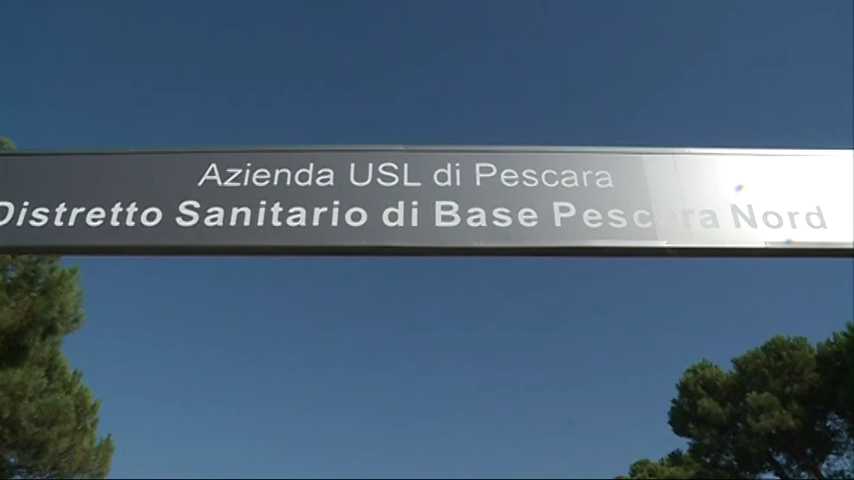 Azienda USL di Pescara
Distretto Sanitario di Base Pescara Nord